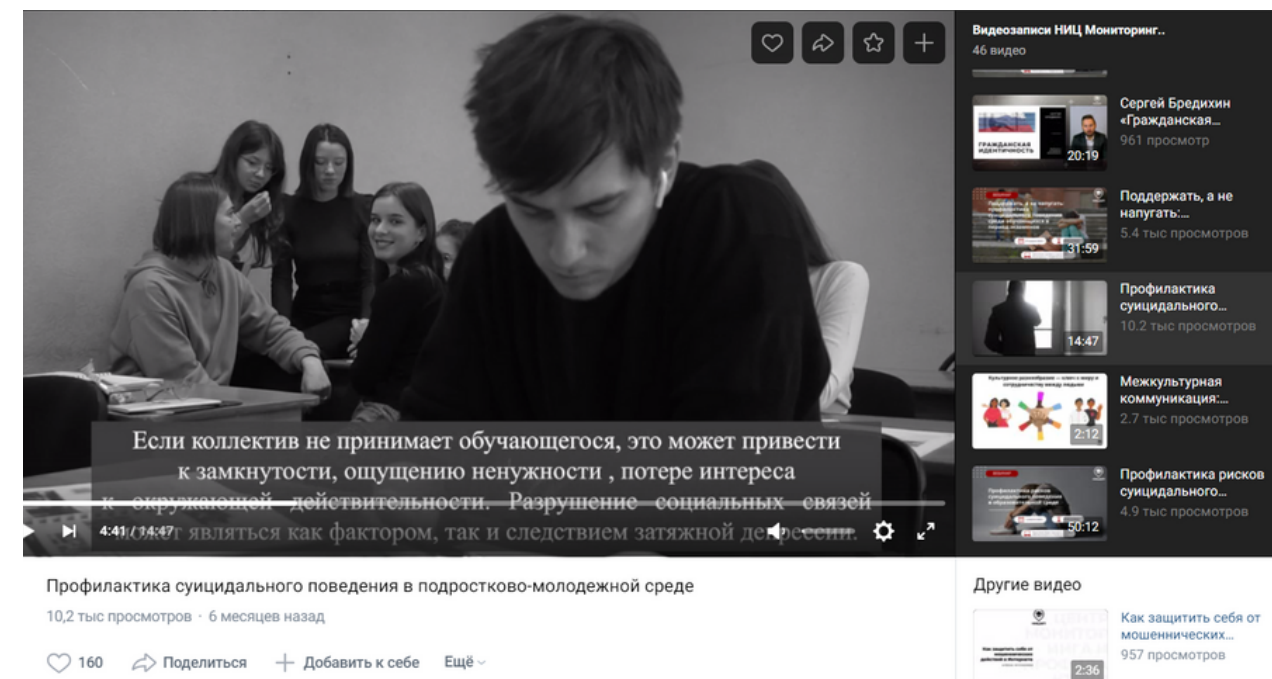 Если коллектив не принимает обучающегося, это может привести
к замкнутости, ощущению ненужности , потере интереса
к окружающей действительности. Разрушение социальных связей
является как фактором, так и следствием затяжной депрессии.
4:41 / 14:47
Профилактика суицидального поведения в подростково-молодежной среде
10,2 тыс просмотров · 6 месяцев назад
160
Поделиться
Добавить к себе
Ещё
Видеозаписи НИЦ Мониторинг..
46 видео
ГРАЖДАНСКАЯ
ИДЕНТИЧНОСТЬ
20:19
Сергей Бредихин
«Гражданская...
961 просмотр
31:59
Поддержать, а не
напугать:...
5.4 тыс просмотров
14:47
Профилактика
суицидального...
10.2 тыс просмотров
2:12
Межкультурная
коммуникация:...
2.7 тыс просмотров
50:12
Профилактика рисков
суицидального...
4.9 тыс просмотров
Другие видео
2:36
Как защитить себя от
мошеннических...
957 просмотров